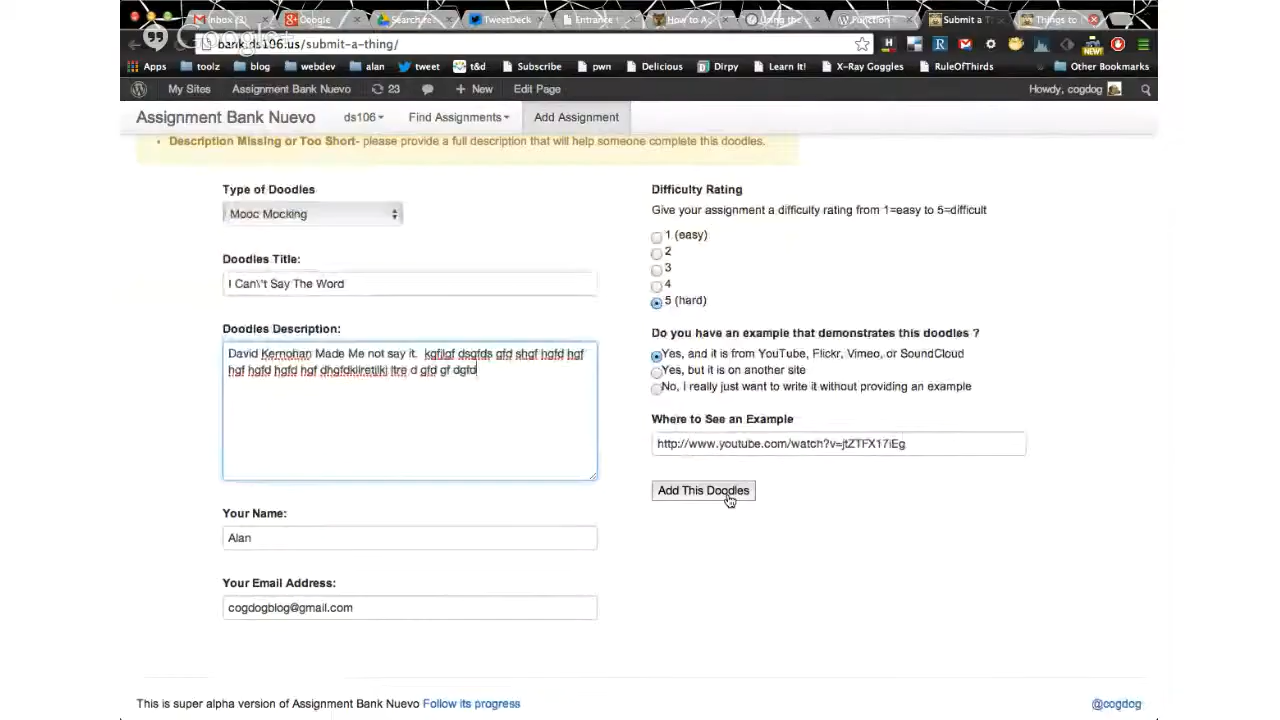 Inbox (3)
Google
Search re
TweetDeck
Entrance
How to A
Using the
Function
Submit a T
Things to
Google+
bank.ds106.us/submit-a-thing/
Apps toolz blog webdev alan tweet t&d Subscribe pwn Delicious Dirpy Learn It! X-Ray Goggles RuleOfThirds Other Bookmarks
NEW!
My Sites Assignment Bank Nuevo 23 New Edit Page Howdy, cogdog
Assignment Bank Nuevo ds106 Find Assignments Add Assignment
Description Missing or Too Short- please provide a full description that will help someone complete this doodles.
Type of Doodles
Mooc Mocking
Doodles Title:
I Can\'t Say The Word
Doodles Description:
David Kernohan Made Me not say it. kgfjlgf dsgfds gfd shgf hgfd hgf
hgf hgfd hgfd hgf ltre d gfd gf dgfd
Your Name:
Alan
Your Email Address:
cogdogblog@gmail.com
Difficulty Rating
Give your assignment a difficulty rating from 1=easy to 5=difficult
1 (easy)
2
3
4
5 (hard)
Do you have an example that demonstrates this doodles ?
Yes, and it is from YouTube, Flickr, Vimeo, or SoundCloud
Yes, but it is on another site
No, I really just want to write it without providing an example
Where to See an Example
http://www.youtube.com/watch?v=jtZTFX17iEg
Add This Doodles
This is super alpha version of Assignment Bank Nuevo Follow its progress
@cogdog